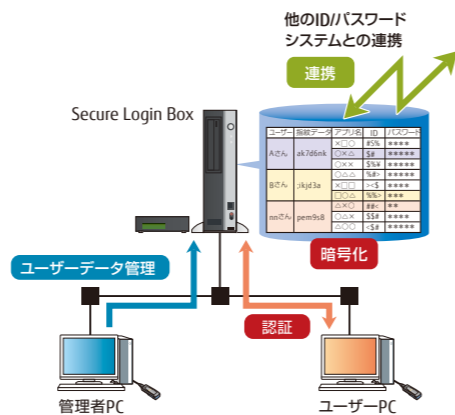 他のID/パスワード
システムとの連携
連携
Secure Login Box
ユーザー 指紋データ アプリ名 ID パスワード
Aさん ak7d6nk ×□○ #5% ****
○×△ $# *****
○×× $%¥ *****
Bさん ;kjd3a ○△△ %#> *****
×□□ ><$ ****
□○△ %%> ***
nnさん pem9s8 △×○ ##< **
○△× $$# ****
△○○ <$# *****
暗号化
ユーザーデータ管理
認証
管理者PC
ユーザーPC